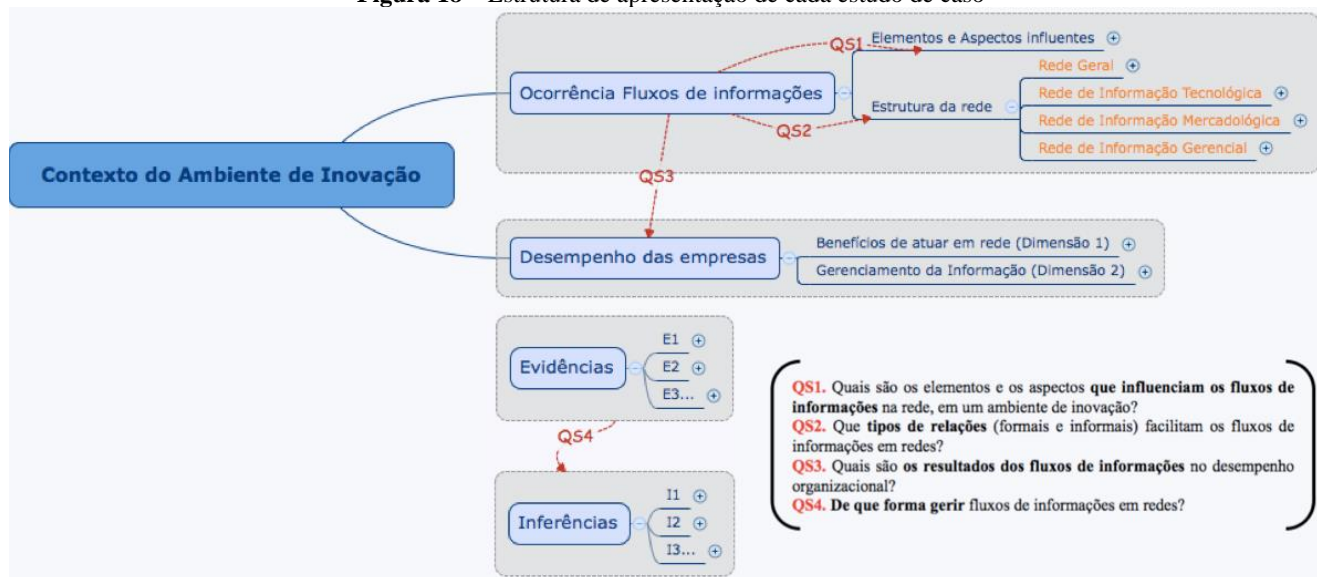 Figura 18 – Estrutura de apresentação de cada estudo de caso
Contexto do Ambiente de Inovação
Ocorrência Fluxos de informações
QS1
Elementos e Aspectos influentes
QS2
Estrutura da rede
Rede Geral
Rede de Informação Tecnológica
Rede de Informação Mercadológica
Rede de Informação Gerencial
QS3
Desempenho das empresas
Benefícios de atuar em rede (Dimensão 1)
Gerenciamento da Informação (Dimensão 2)
Evidências
E1
E2
E3...
QS4
Inferências
I1
I2
I3...
QS1. Quais são os elementos e os aspectos que influenciam os fluxos de
informações na rede, em um ambiente de inovação?
QS2. Que tipos de relações (formais e informais) facilitam os fluxos de
informações em redes?
QS3. Quais são os resultados dos fluxos de informações no desempenho
organizacional?
QS4. De que forma gerir fluxos de informações em redes?